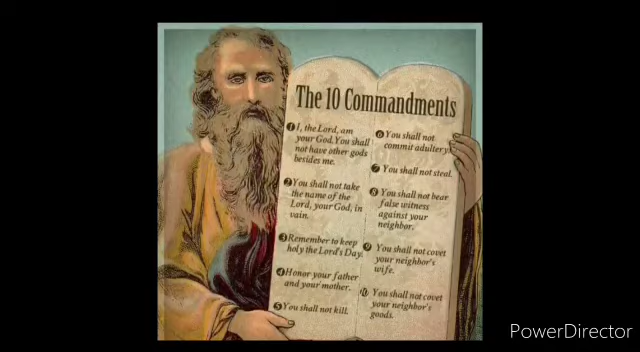 The 10 Commandments
1 I, the Lord, am
your God. You shall
not have other gods
besides me.
2 You shall not take
the name of the
Lord, your God, in
vain.
3 Remember to keep
holy the Lord's Day.
4 Honor your father
and your mother.
5 You shall not kill.
6 You shall not
commit adultery.
7 You shall not steal.
8 You shall not bear
false witness
against your
neighbor.
9 You shall not covet
your neighbor's
wife.
10 You shall not covet
your neighbor's
goods.
PowerDirector